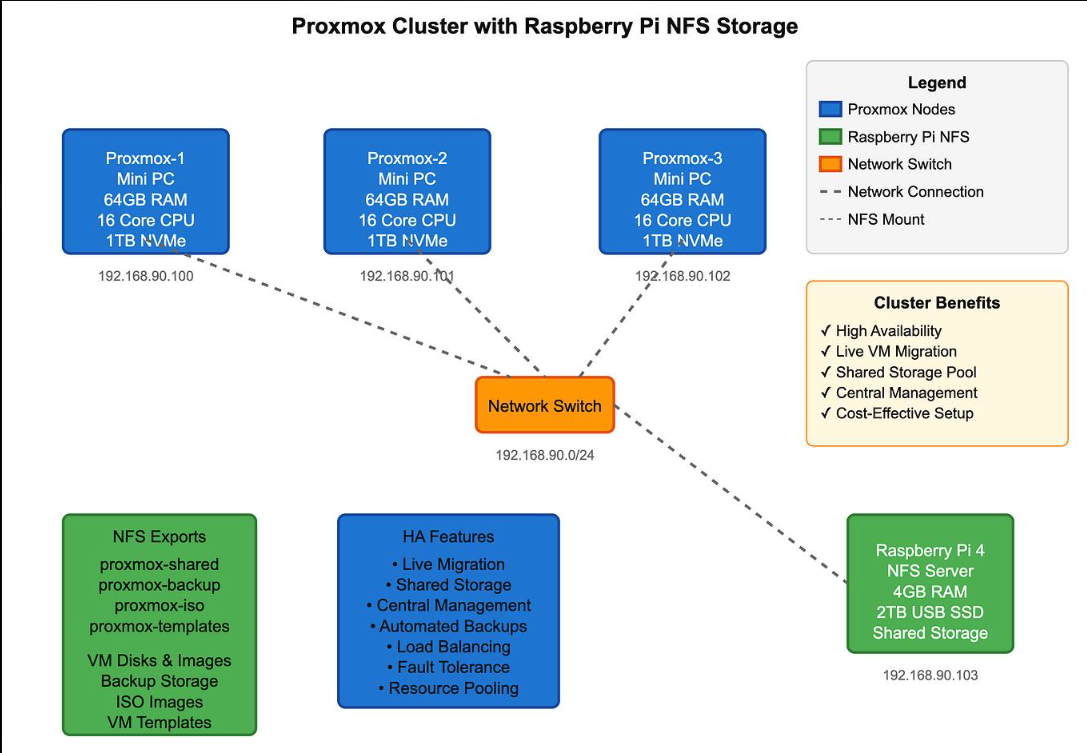 Proxmox Cluster with Raspberry Pi NFS Storage
Legend
Proxmox Nodes
Raspberry Pi NFS
Network Switch
Network Connection
NFS Mount
Proxmox-1
Mini PC
64GB RAM
16 Core CPU
1TB NVMe
192.168.90.100
Proxmox-2
Mini PC
64GB RAM
16 Core CPU
1TB NVMe
192.168.90.101
Proxmox-3
Mini PC
64GB RAM
16 Core CPU
1TB NVMe
192.168.90.102
Cluster Benefits
✓ High Availability
✓ Live VM Migration
✓ Shared Storage Pool
✓ Central Management
✓ Cost-Effective Setup
Network Switch
192.168.90.0/24
NFS Exports
proxmox-shared
proxmox-backup
proxmox-iso
proxmox-templates
VM Disks & Images
Backup Storage
ISO Images
VM Templates
HA Features
• Live Migration
• Shared Storage
• Central Management
• Automated Backups
• Load Balancing
• Fault Tolerance
• Resource Pooling
Raspberry Pi 4
NFS Server
4GB RAM
2TB USB SSD
Shared Storage
192.168.90.103